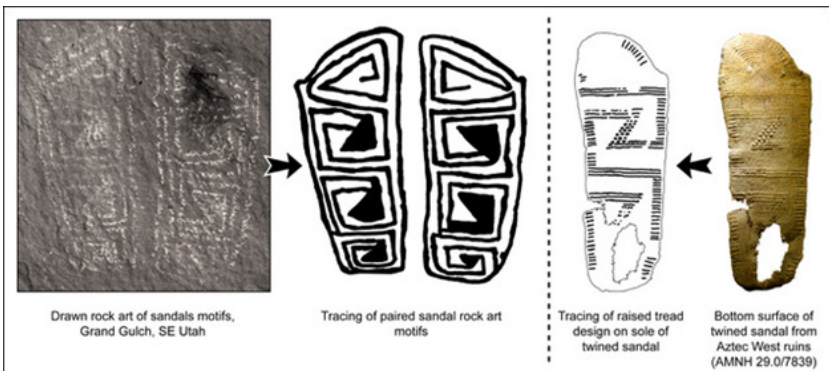 Drawn rock art of sandals motifs,
Grand Gulch, SE Utah
Tracing of paired sandal rock art
motifs
Tracing of raised tread
design on sole of
twined sandal
Bottom surface of
twined sandal from
Aztec West ruins
(AMNH 29.0/7839)